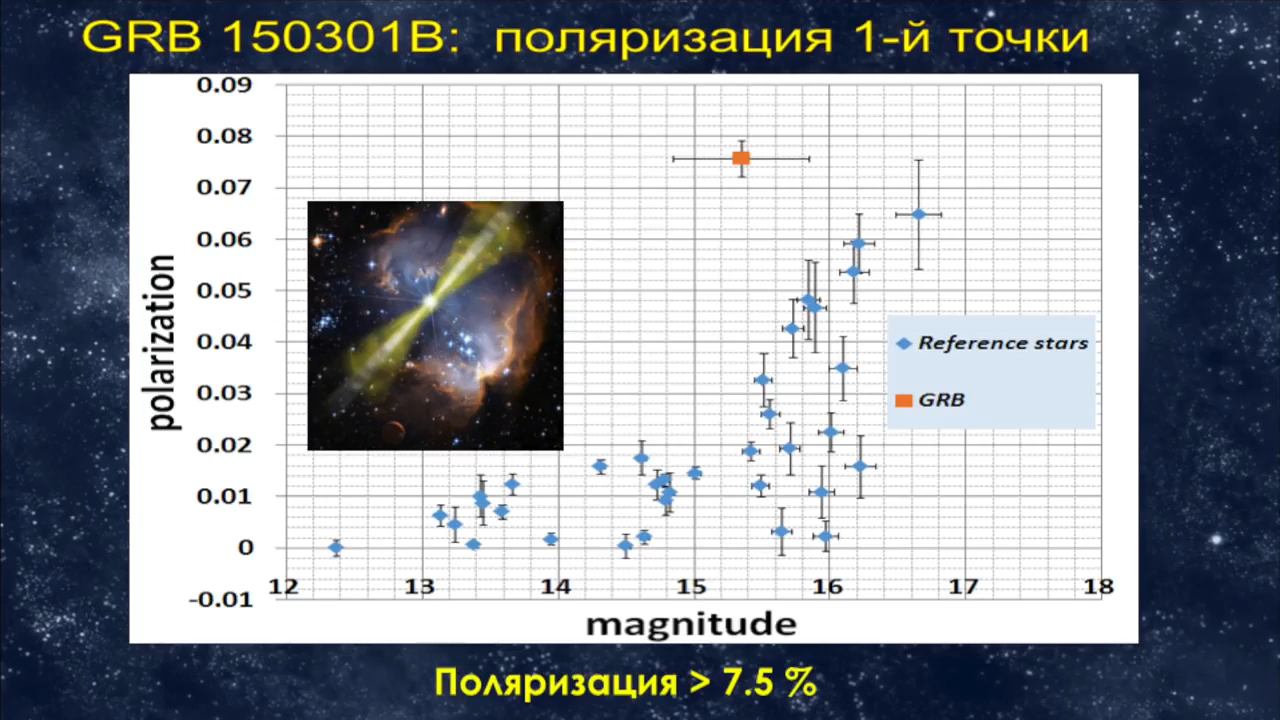 GRB 150301B: поляризация 1-й точки
0.09
0.08
0.07
0.06
0.05
0.04
0.03
0.02
0.01
0
-0.01
polarization
12 13 14 15 16 17 18
magnitude
Reference stars
GRB
Поляризация > 7.5 %